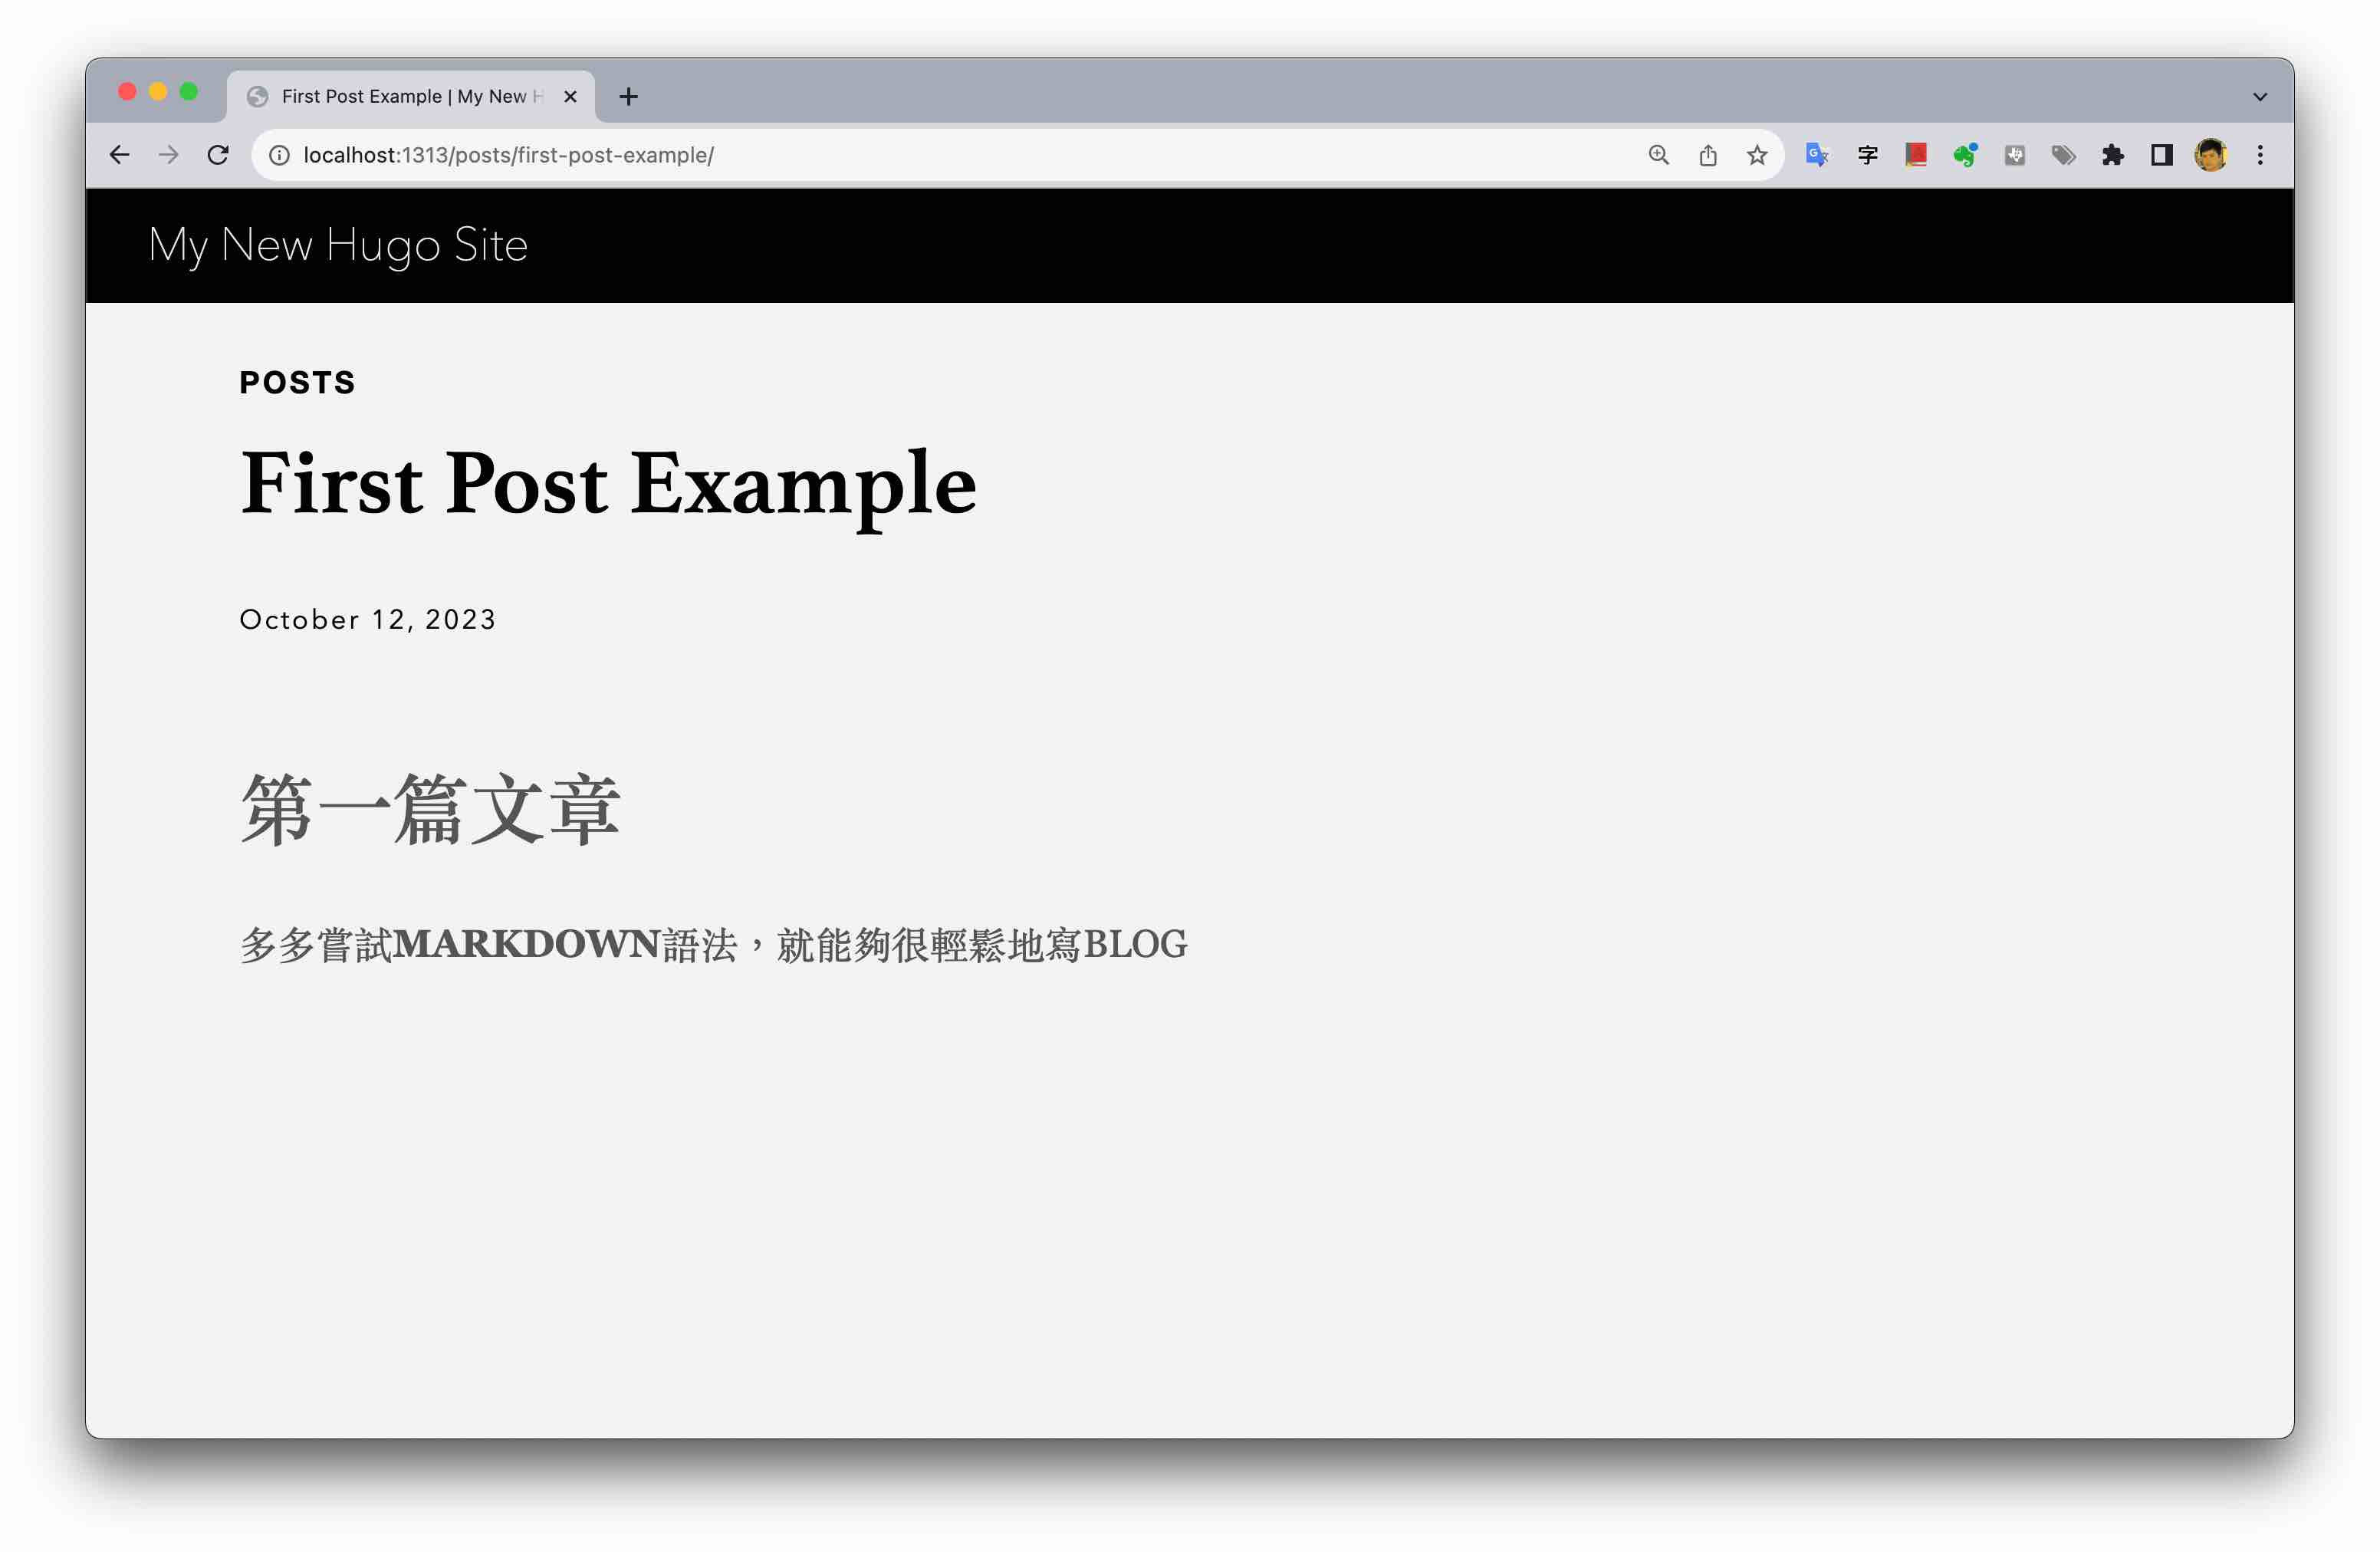 First Post Example | My New H
localhost:1313/posts/first-post-example/
字
My New Hugo Site
POSTS
First Post Example
October 12, 2023
第一篇文章
多多嘗試MARKDOWN語法，就能夠很輕鬆地寫BLOG